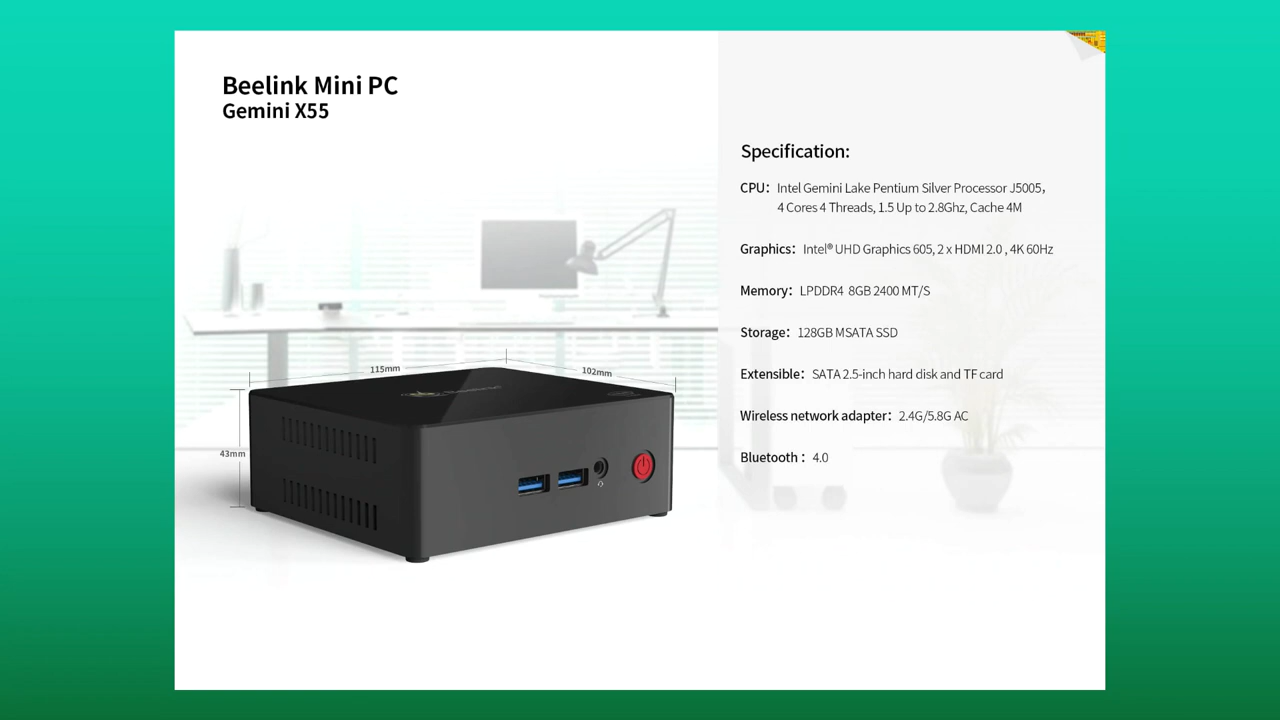 Beelink Mini PC
Gemini X55
Specification:
CPU: Intel Gemini Lake Pentium Silver Processor J5005,
4 Cores 4 Threads, 1.5 Up to 2.8Ghz, Cache 4M
Graphics: Intel® UHD Graphics 605, 2 x HDMI 2.0 , 4K 60Hz
Memory: LPDDR4 8GB 2400 MT/S
Storage: 128GB MSATA SSD
Extensible: SATA 2.5-inch hard disk and TF card
Wireless network adapter: 2.4G/5.8G AC
Bluetooth : 4.0
115mm
102mm
43mm